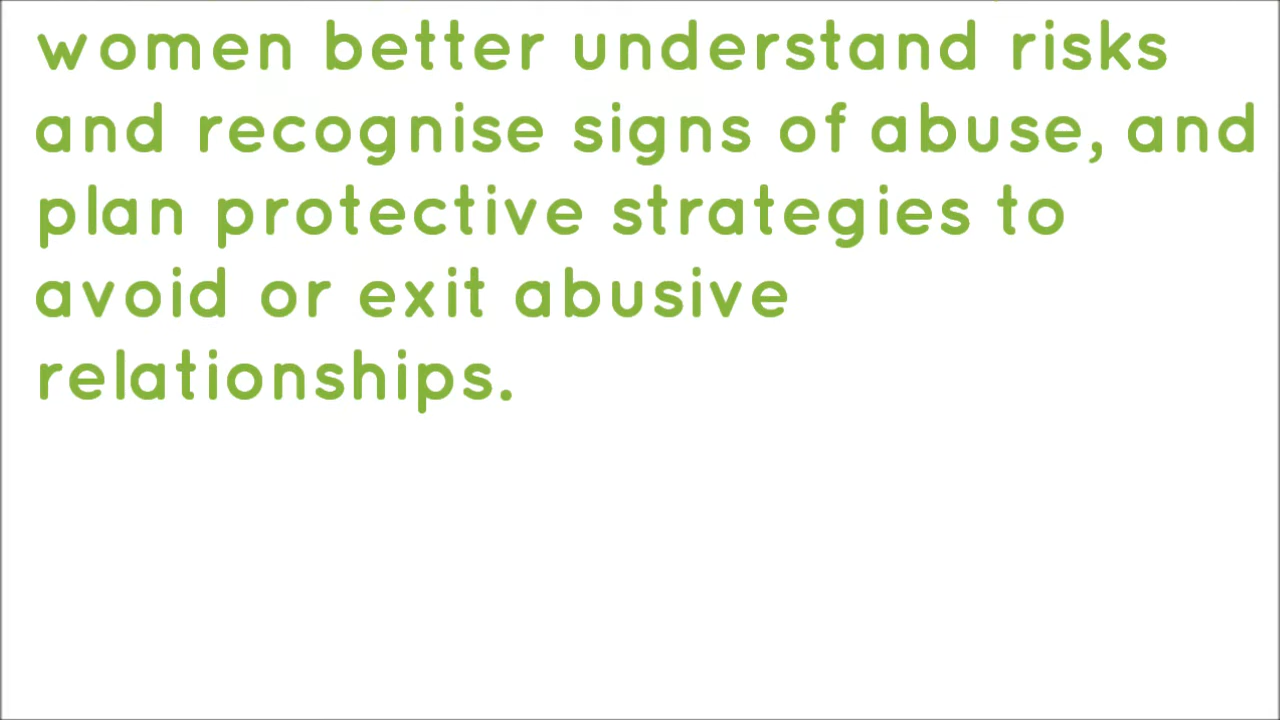 women better understand risks
and recognise signs of abuse, and
plan protective strategies to
avoid or exit abusive
relationships.